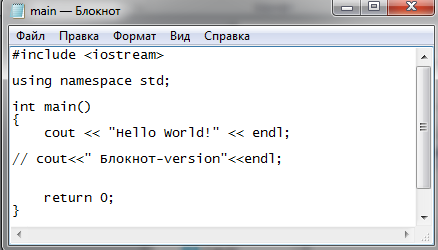 main — Блокнот
Файл Правка Формат Вид Справка
#include <iostream>
using namespace std;
int main()
{
    cout << "Hello World!" << endl;
// cout<<" Блокнот-version"<<endl;
    return 0;
}